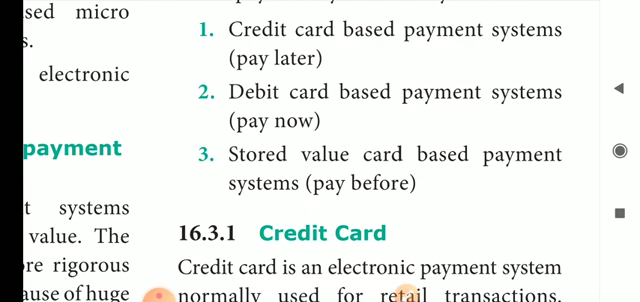 sed micro
s.
electronic
payment
t systems
value. The
re rigorous
ause of huge
1. Credit card based payment systems
(pay later)
2. Debit card based payment systems
(pay now)
3. Stored value card based payment
systems (pay before)
16.3.1 Credit Card
Credit card is an electronic payment system
normally used for retail transactions.